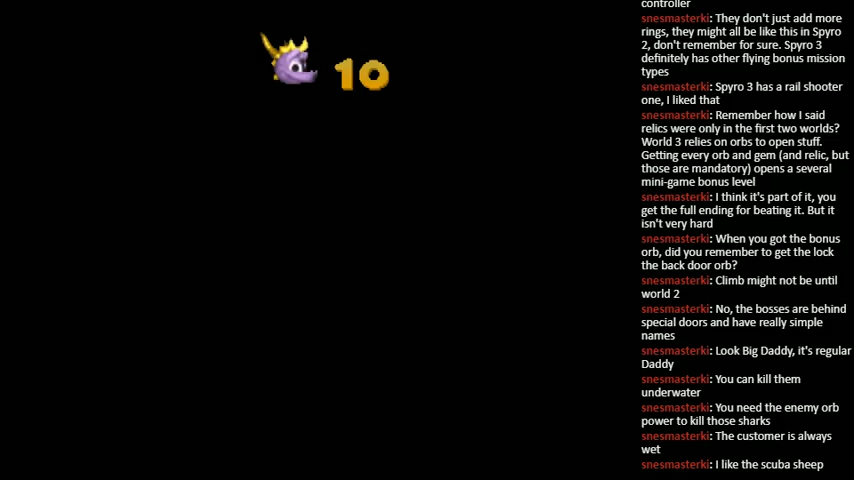 10
controller
snesmasterki: They don't just add more
rings, they might all be like this in Spyro
2, don't remember for sure. Spyro 3
definitely has other flying bonus mission
types
snesmasterki: Spyro 3 has a rail shooter
one, I liked that
snesmasterki: Remember how I said
relics were only in the first two worlds?
World 3 relies on orbs to open stuff.
Getting every orb and gem (and relic, but
those are mandatory) opens a several
mini-game bonus level
snesmasterki: I think it's part of it, you
get the full ending for beating it. But it
isn't very hard
snesmasterki: When you got the bonus
orb, did you remember to get the lock
the back door orb?
snesmasterki: Climb might not be until
world 2
snesmasterki: No, the bosses are behind
special doors and have really simple
names
snesmasterki: Look Big Daddy, it's regular
Daddy
snesmasterki: You can kill them
underwater
snesmasterki: You need the enemy orb
power to kill those sharks
snesmasterki: The customer is always
wet
snesmasterki: I like the scuba sheep